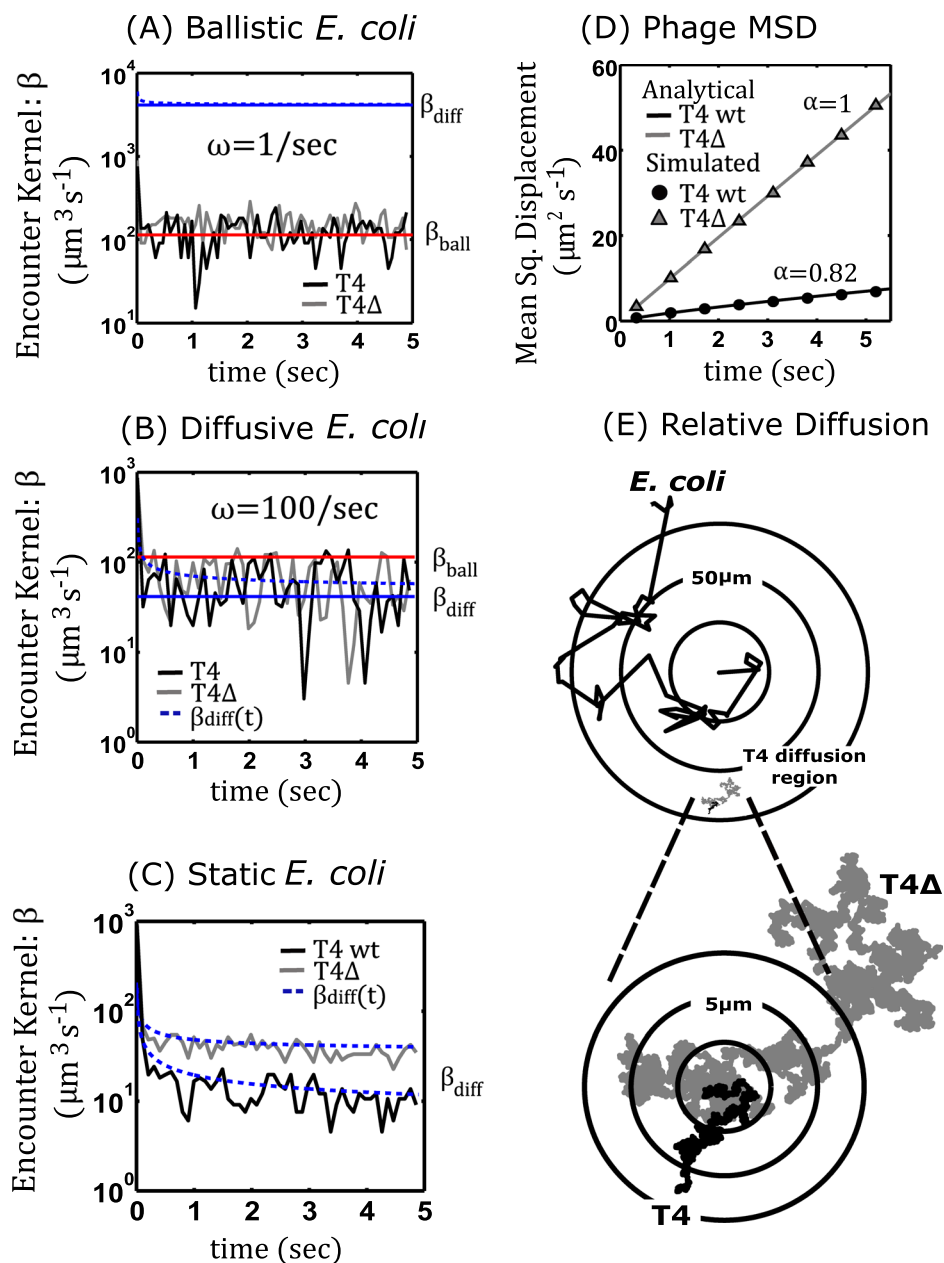 (A) Ballistic E. coli
Encounter Kernel: β
(μm³s⁻¹)
10⁴
10³
10²
10¹
ω=1/sec
β_diff
β_ball
T4
T4Δ
0 1 2 3 4 5
time (sec)
(B) Diffusive E. coli
Encounter Kernel: β
(μm³s⁻¹)
10³
10²
10¹
10⁰
ω=100/sec
β_ball
β_diff
T4
T4Δ
βdiff(t)
0 1 2 3 4 5
time (sec)
(C) Static E. coli
Encounter Kernel: β
(μm³s⁻¹)
10³
10²
10¹
10⁰
T4 wt
T4Δ
βdiff(t)
β_diff
0 1 2 3 4 5
time (sec)
(D) Phage MSD
Mean Sq. Displacement
(μm² s⁻¹)
60
40
20
0
Analytical
T4 wt
T4Δ
Simulated
T4 wt
T4Δ
α=1
α=0.82
0 1 2 3 4 5
time (sec)
(E) Relative Diffusion
E. coli
50μm
T4 diffusion
region
T4Δ
5μm
T4